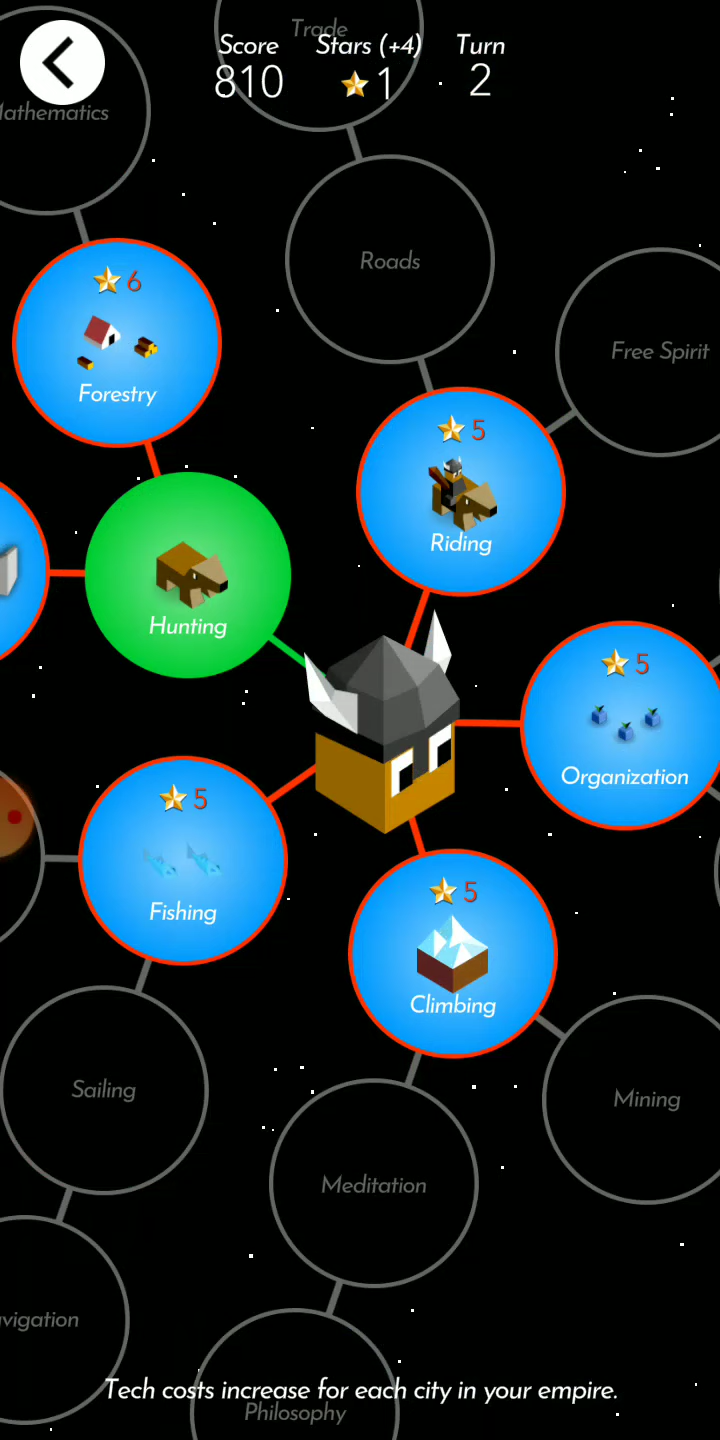 Trade
Score
Stars (+4)
Turn
810
1
2
Mathematics
Roads
6
Forestry
Free Spirit
5
Riding
Hunting
5
Organization
5
Fishing
5
Climbing
Sailing
Mining
Meditation
avigation
Tech costs increase for each city in your empire.
Philosophy